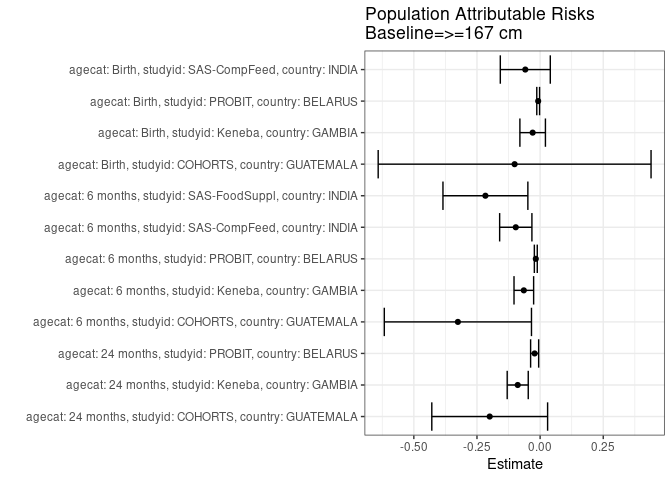 Population Attributable Risks
Baseline=>=167 cm
agecat: Birth, studyid: SAS-CompFeed, country: INDIA
agecat: Birth, studyid: PROBIT, country: BELARUS
agecat: Birth, studyid: Keneba, country: GAMBIA
agecat: Birth, studyid: COHORTS, country: GUATEMALA
agecat: 6 months, studyid: SAS-FoodSuppl, country: INDIA
agecat: 6 months, studyid: SAS-CompFeed, country: INDIA
agecat: 6 months, studyid: PROBIT, country: BELARUS
agecat: 6 months, studyid: Keneba, country: GAMBIA
agecat: 6 months, studyid: COHORTS, country: GUATEMALA
agecat: 24 months, studyid: PROBIT, country: BELARUS
agecat: 24 months, studyid: Keneba, country: GAMBIA
agecat: 24 months, studyid: COHORTS, country: GUATEMALA
-0.50 -0.25 0.00 0.25
Estimate